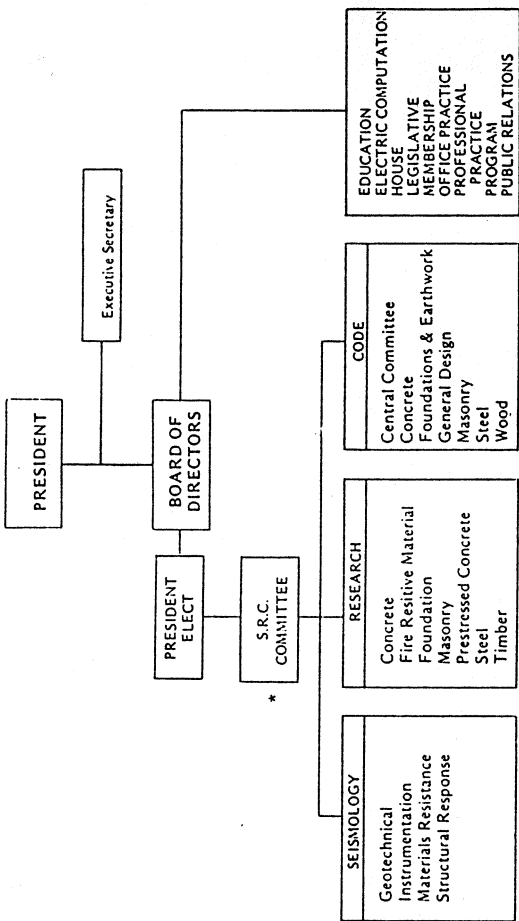 PRESIDENT
Executive Secretary
BOARD OF
DIRECTORS
PRESIDENT
ELECT
S.R.C.
COMMITTEE
*
SEISMOLOGY
Geotechnical
Instrumentation
Materials Resistance
Structural Response
RESEARCH
Concrete
Fire Resitive Material
Foundation
Masonry
Prestressed Concrete
Steel
Timber
CODE
Central Committee
Concrete
Foundations & Earthwork
General Design
Masonry
Steel
Wood
EDUCATION
ELECTRIC COMPUTATION
HOUSE
LEGISLATIVE
MEMBERSHIP
OFFICE PRACTICE
PROFESSIONAL
PRACTICE
PROGRAM
PUBLIC RELATIONS